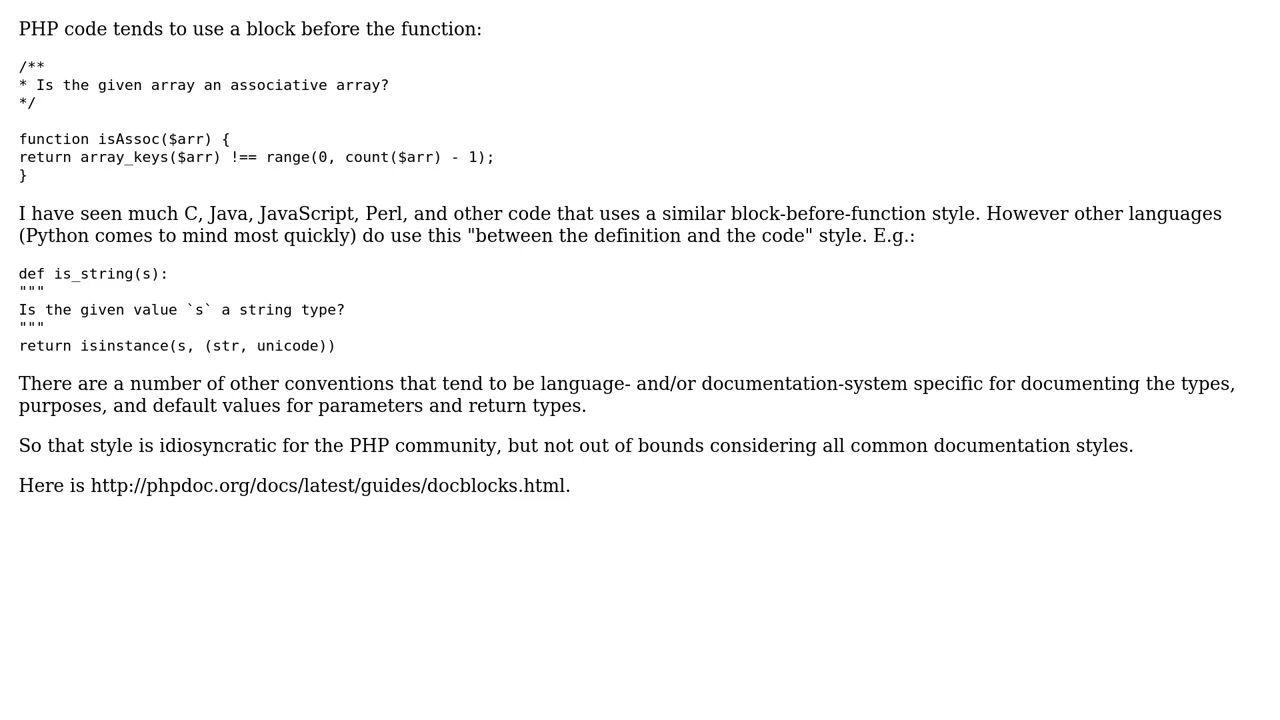 PHP code tends to use a block before the function:
/**
* Is the given array an associative array?
*/
function isAssoc($arr) {
return array_keys($arr) !== range(0, count($arr) - 1);
}
I have seen much C, Java, JavaScript, Perl, and other code that uses a similar block-before-function style. However other languages
(Python comes to mind most quickly) do use this "between the definition and the code" style. E.g.:
def is_string(s):
"""
Is the given value `s` a string type?
"""
return isinstance(s, (str, unicode))
There are a number of other conventions that tend to be language- and/or documentation-system specific for documenting the types,
purposes, and default values for parameters and return types.
So that style is idiosyncratic for the PHP community, but not out of bounds considering all common documentation styles.
Here is http://phpdoc.org/docs/latest/guides/docblocks.html.